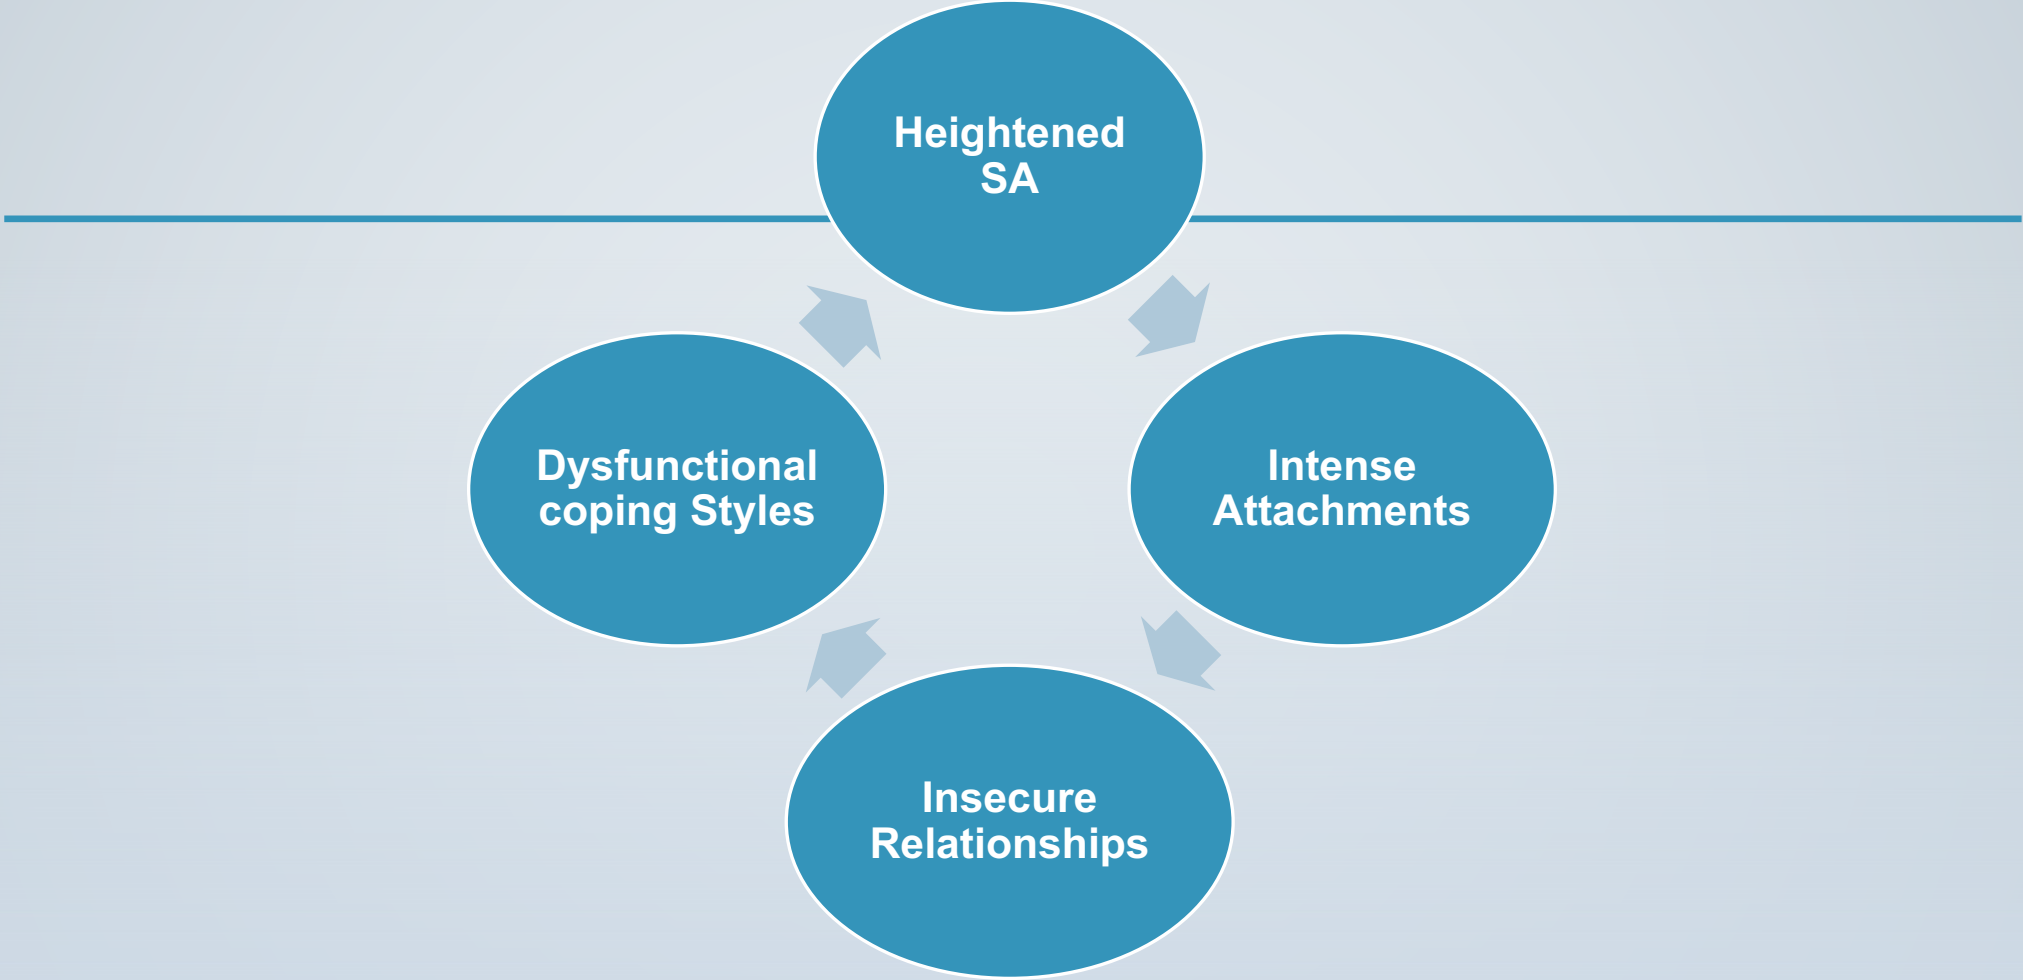 Heightened
SA
Dysfunctional
coping Styles
Intense
Attachments
Insecure
Relationships